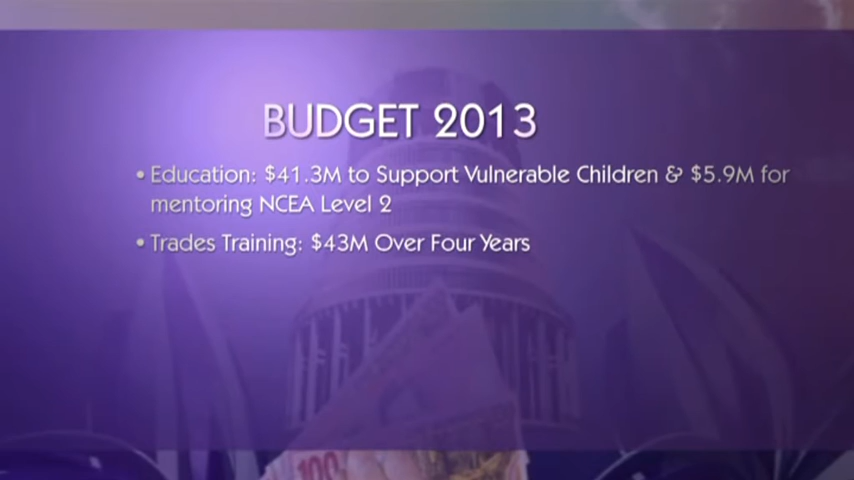 BUDGET 2013
• Education: $41.3M to Support Vulnerable Children & $5.9M for
mentoring NCEA Level 2
• Trades Training: $43M Over Four Years
100